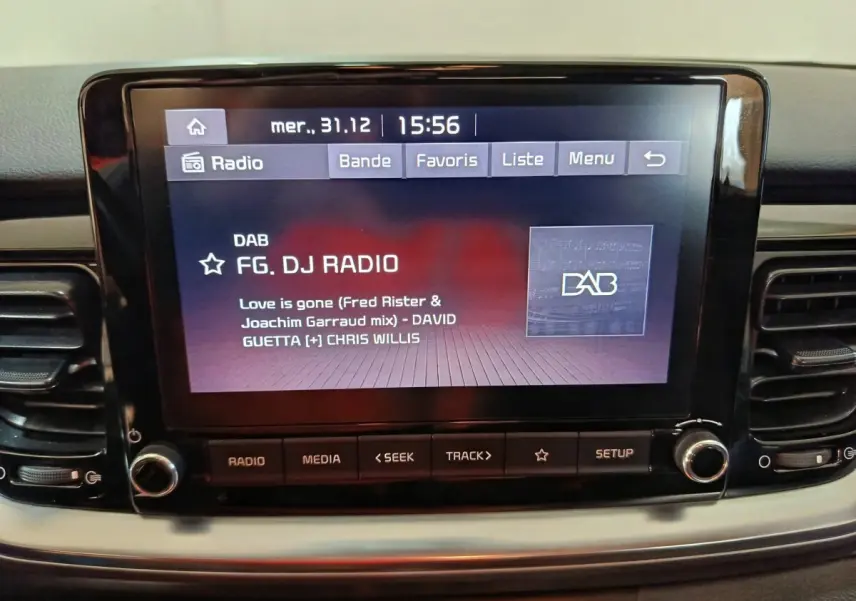 mer., 31.12 15:56
Radio Bande Favoris Liste Menu
DAB
FG. DJ RADIO
Love is gone (Fred Rister &
Joachim Garraud mix) - DAVID
GUETTA [+] CHRIS WILLIS
DAB
RADIO MEDIA <SEEK TRACK> SETUP